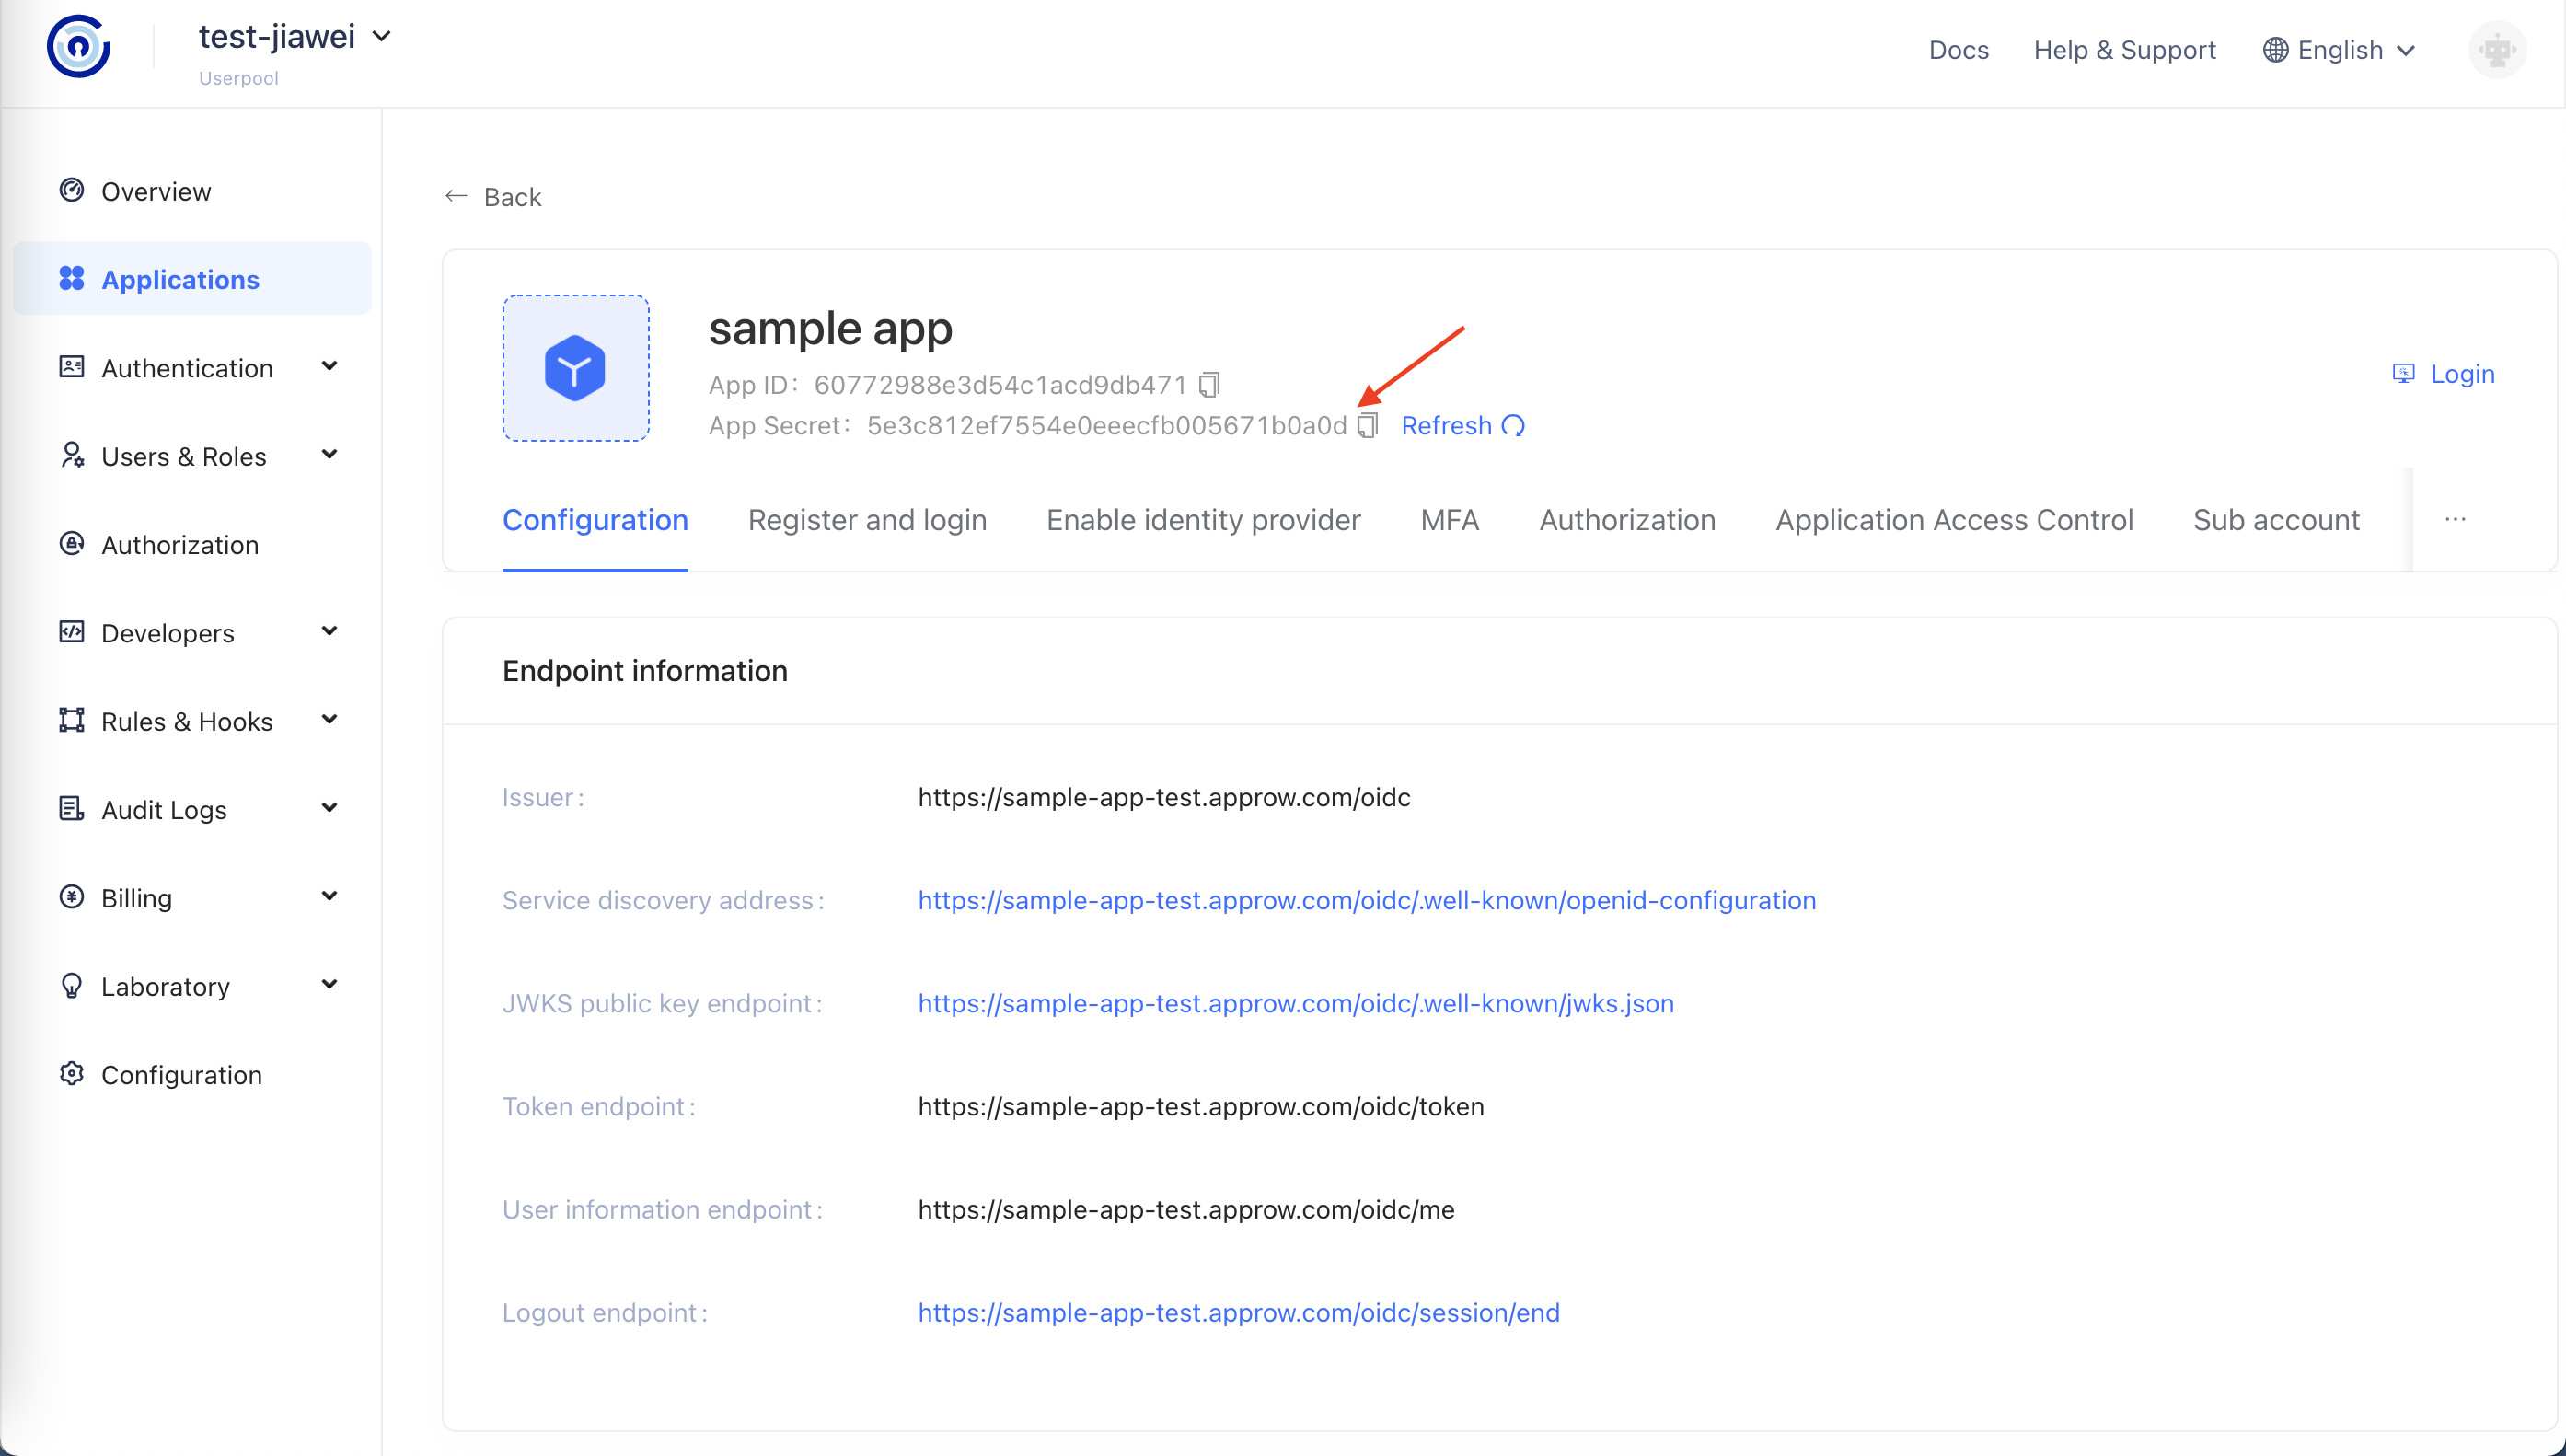 test-jiawei
Userpool
Docs
Help & Support
English
Overview
Applications
Authentication
Users & Roles
Authorization
Developers
Rules & Hooks
Audit Logs
Billing
Laboratory
Configuration
← Back
sample app
App ID: 60772988e3d54c1acd9db471
App Secret: 5e3c812ef7554e0eeecfb005671b0a0d Refresh
Login
Configuration Register and login Enable identity provider MFA Authorization Application Access Control Sub account ...
Endpoint information
Issuer: https://sample-app-test.approw.com/oidc
Service discovery address: https://sample-app-test.approw.com/oidc/.well-known/openid-configuration
JWKS public key endpoint: https://sample-app-test.approw.com/oidc/.well-known/jwks.json
Token endpoint: https://sample-app-test.approw.com/oidc/token
User information endpoint: https://sample-app-test.approw.com/oidc/me
Logout endpoint: https://sample-app-test.approw.com/oidc/session/end